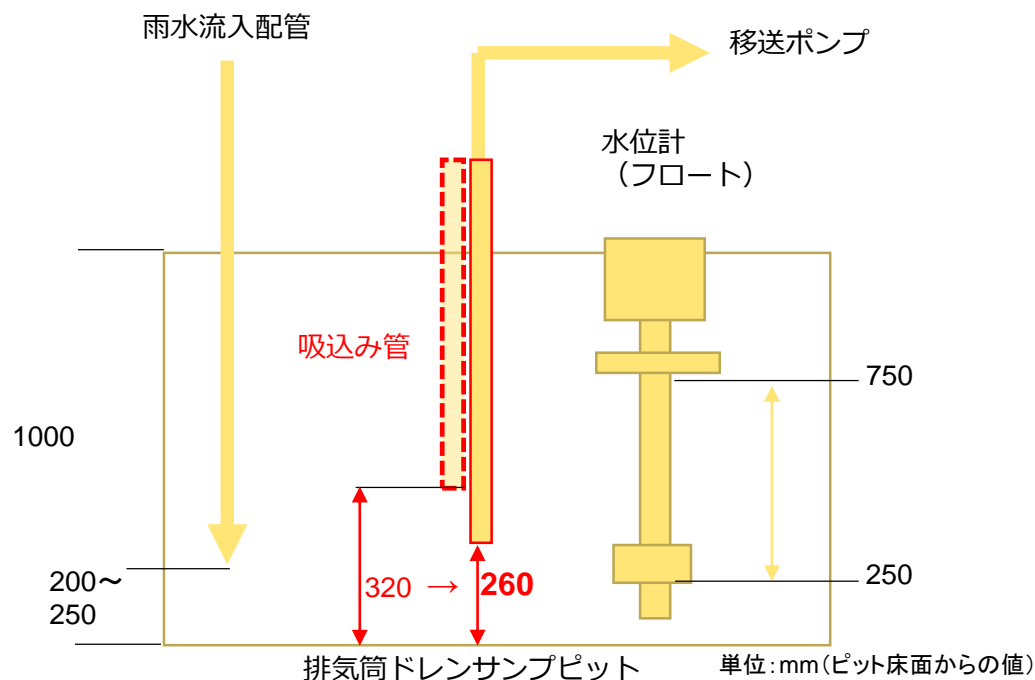 雨水流入配管
移送ポンプ
水位計
（フロート）
吸込み管
750
1000
320 → 260
200～
250
250
排気筒ドレンサンプピット
単位：mm（ピット床面からの値）